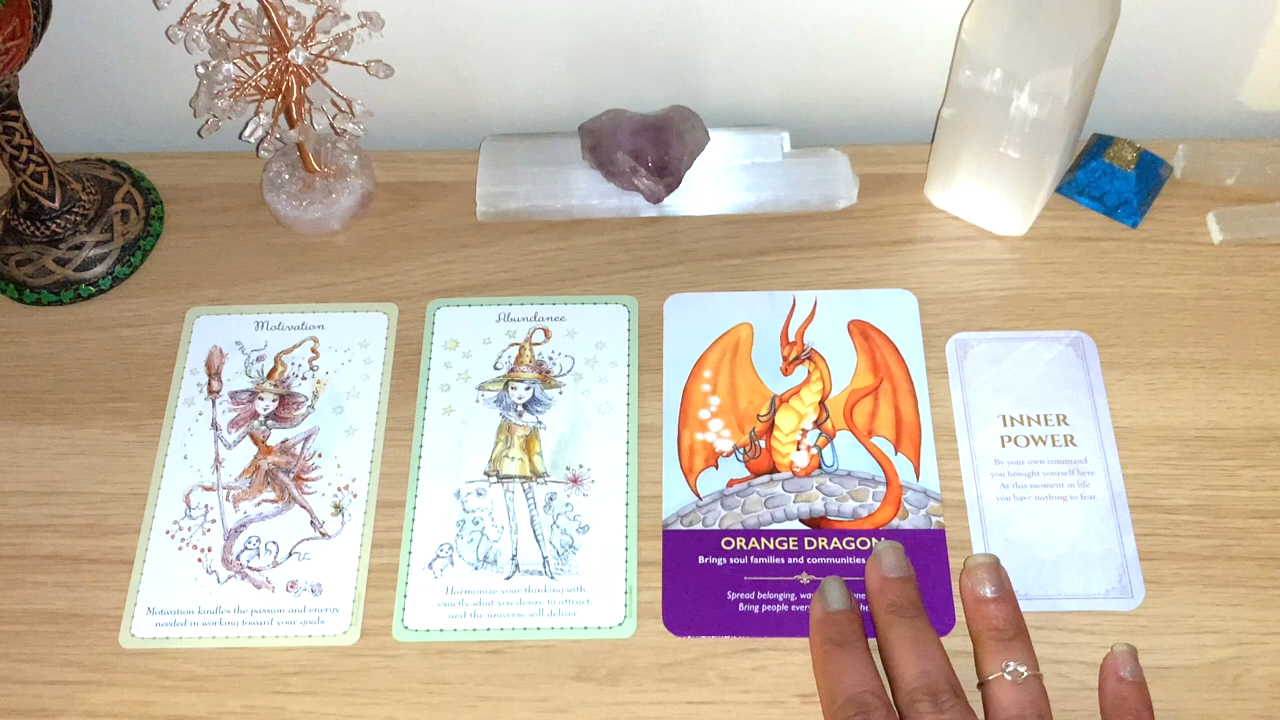 Motivation
Motivation kindles the passion and energy
needed in working toward your goals.
Abundance
Harmonize your thinking with
exactly what you desire to attract
and the universe will deliver.
ORANGE DRAGON
Brings soul families and communities
Spread belonging,
Bring people
INNER
POWER
By your own command
you brought yourself here
At this moment in life
you have nothing to fear.